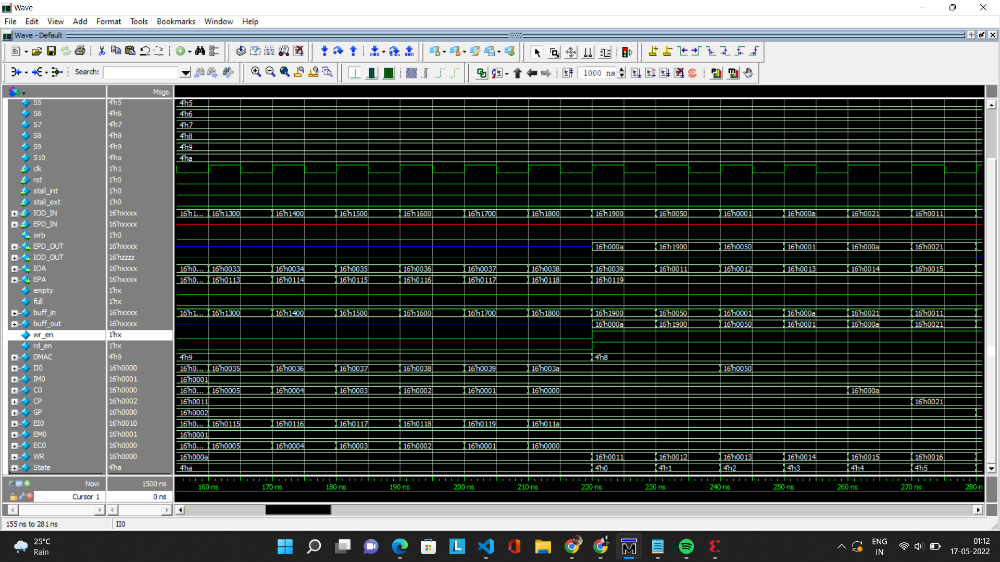 Wave
File Edit View Add Format Tools Bookmarks Window Help
Wave - Default
Search: 1000 ns
Msgs
S5 4'h5 4'h5
S6 4'h6 4'h6
S7 4'h7 4'h7
S8 4'h8 4'h8
S9 4'h9 4'h9
S10 4'ha 4'ha
clk 1'h1
rst 1'h0
stall_int 1'h0
stall_ext 1'h0
IOD_IN 16'hxxxx 16'h1... 16'h1300 16'h1400 16'h1500 16'h1600 16'h1700 16'h1800 16'h1900 16'h0050 16'h0001 16'h000a 16'h0021 16'h0011
EPD_IN 16'hxxxx
wrb 1'h0
EPD_OUT 16'hxxxx 16'h000a 16'h1900 16'h0050 16'h0001 16'h000a 16'h0021
IOD_OUT 16'hzzzz
IOA 16'hxxxx 16'h0... 16'h0033 16'h0034 16'h0035 16'h0036 16'h0037 16'h0038 16'h0039 16'h0011 16'h0012 16'h0013 16'h0014 16'h0015
EPA 16'hxxxx 16'h0... 16'h0113 16'h0114 16'h0115 16'h0116 16'h0117 16'h0118 16'h0119
empty 1'hx
full 1'hx
buff_in 16'hxxxx 16'h1... 16'h1300 16'h1400 16'h1500 16'h1600 16'h1700 16'h1800 16'h1900 16'h0050 16'h0001 16'h000a 16'h0021 16'h0011
buff_out 16'hxxxx 16'h000a 16'h1900 16'h0050 16'h0001 16'h000a 16'h0021
wr_en 1'hx
rd_en 1'hx
DMAC 4'h9 4'h9 4'h8
II0 16'h0000 16'h0... 16'h0035 16'h0036 16'h0037 16'h0038 16'h0039 16'h003a 16'h0050
IM0 16'h0001 16'h0001
C0 16'h0000 16'h0... 16'h0005 16'h0004 16'h0003 16'h0002 16'h0001 16'h0000 16'h000a
CP 16'h0002 16'h0011 16'h0021
GP 16'h0000 16'h0002
EI0 16'h0010 16'h0... 16'h0115 16'h0116 16'h0117 16'h0118 16'h0119 16'h011a
EM0 16'h0001 16'h0001
EC0 16'h0000 16'h0... 16'h0005 16'h0004 16'h0003 16'h0002 16'h0001 16'h0000
WR 16'h0000 16'h000a 16'h0011 16'h0012 16'h0013 16'h0014 16'h0015 16'h0016
State 4'ha 4'ha 4'h0 4'h1 4'h2 4'h3 4'h4 4'h5
Now 1500 ns 160 ns 170 ns 180 ns 190 ns 200 ns 210 ns 220 ns 230 ns 240 ns 250 ns 260 ns 270 ns 280 n
Cursor 1 0 ns
155 ns to 281 ns II0
25°C
Rain
ENG
IN
01:12
17-05-2022